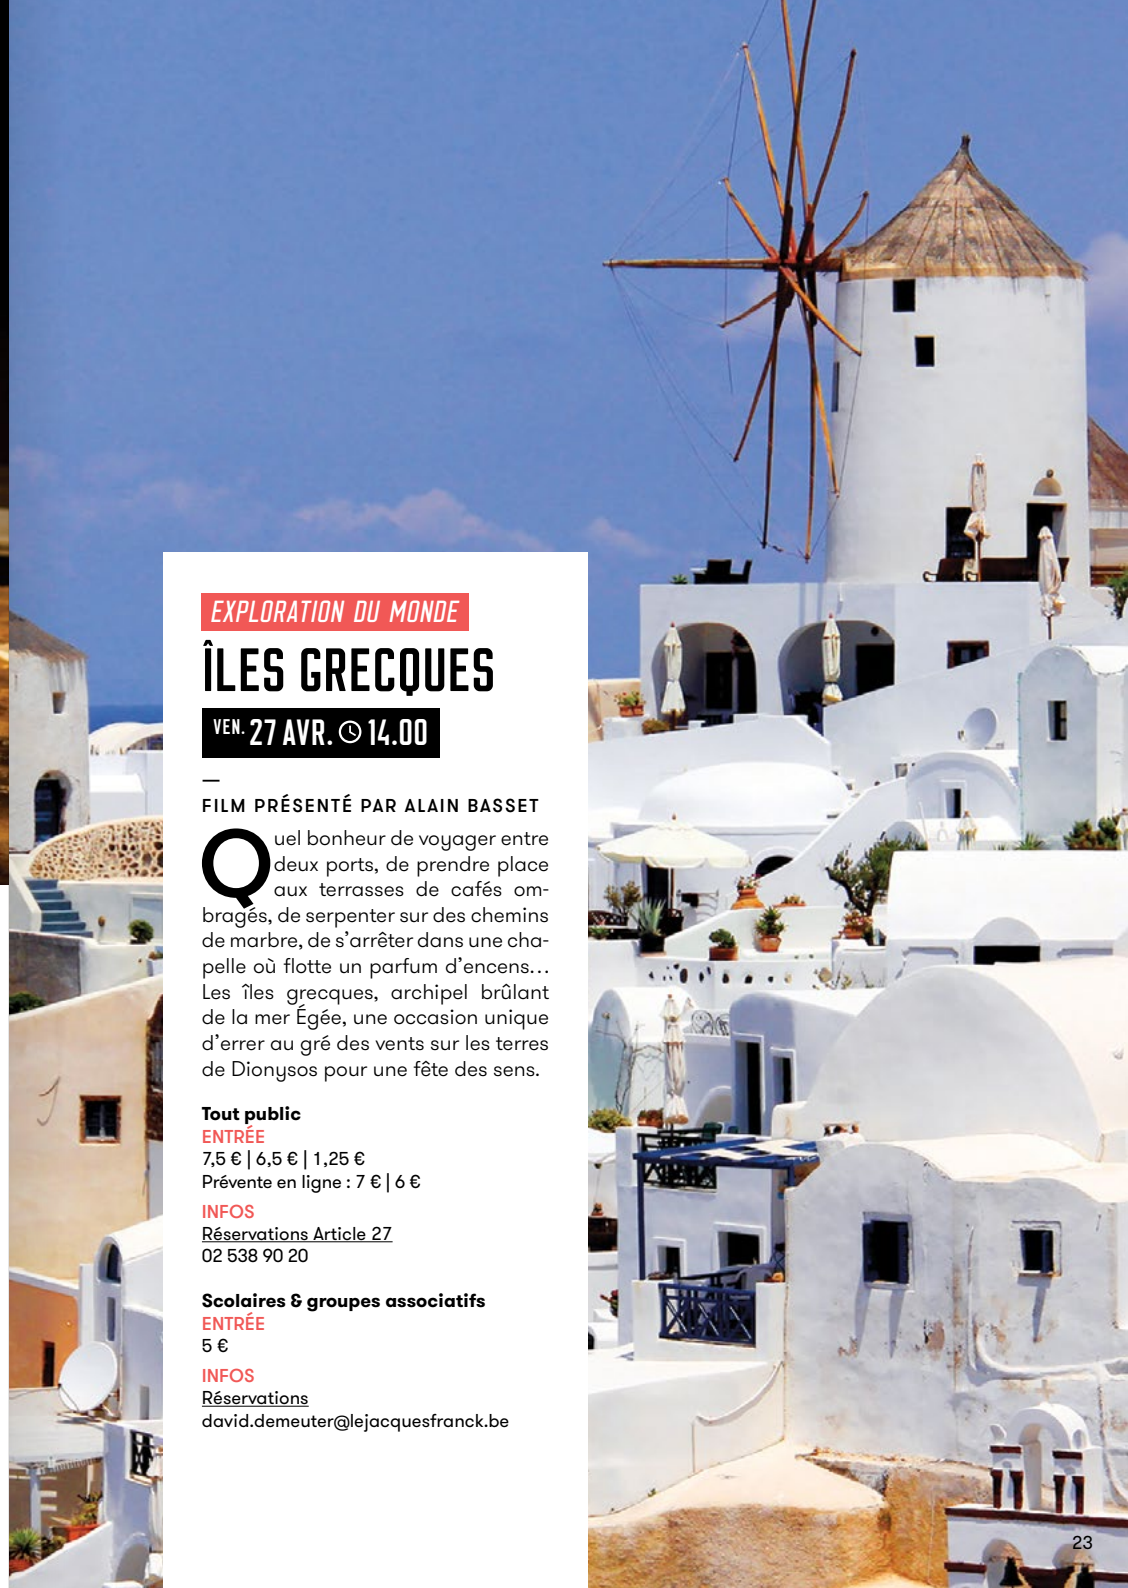 EXPLORATION DU MONDE
ÎLES GRECQUES
VEN. 27 AVR. 14.00
—
FILM PRÉSENTÉ PAR ALAIN BASSET
Quel bonheur de voyager entre
deux ports, de prendre place
aux terrasses de cafés om-
bragés, de serpenter sur des chemins
de marbre, de s’arrêter dans une cha-
pelle où flotte un parfum d’encens…
Les îles grecques, archipel brûlant
de la mer Égée, une occasion unique
d’errer au gré des vents sur les terres
de Dionysos pour une fête des sens.
Tout public
ENTRÉE
7,5 € | 6,5 € | 1,25 €
Prévente en ligne : 7 € | 6 €
INFOS
Réservations Article 27
02 538 90 20
Scolaires & groupes associatifs
ENTRÉE
5 €
INFOS
Réservations
david.demeuter@lejacquesfranck.be
23